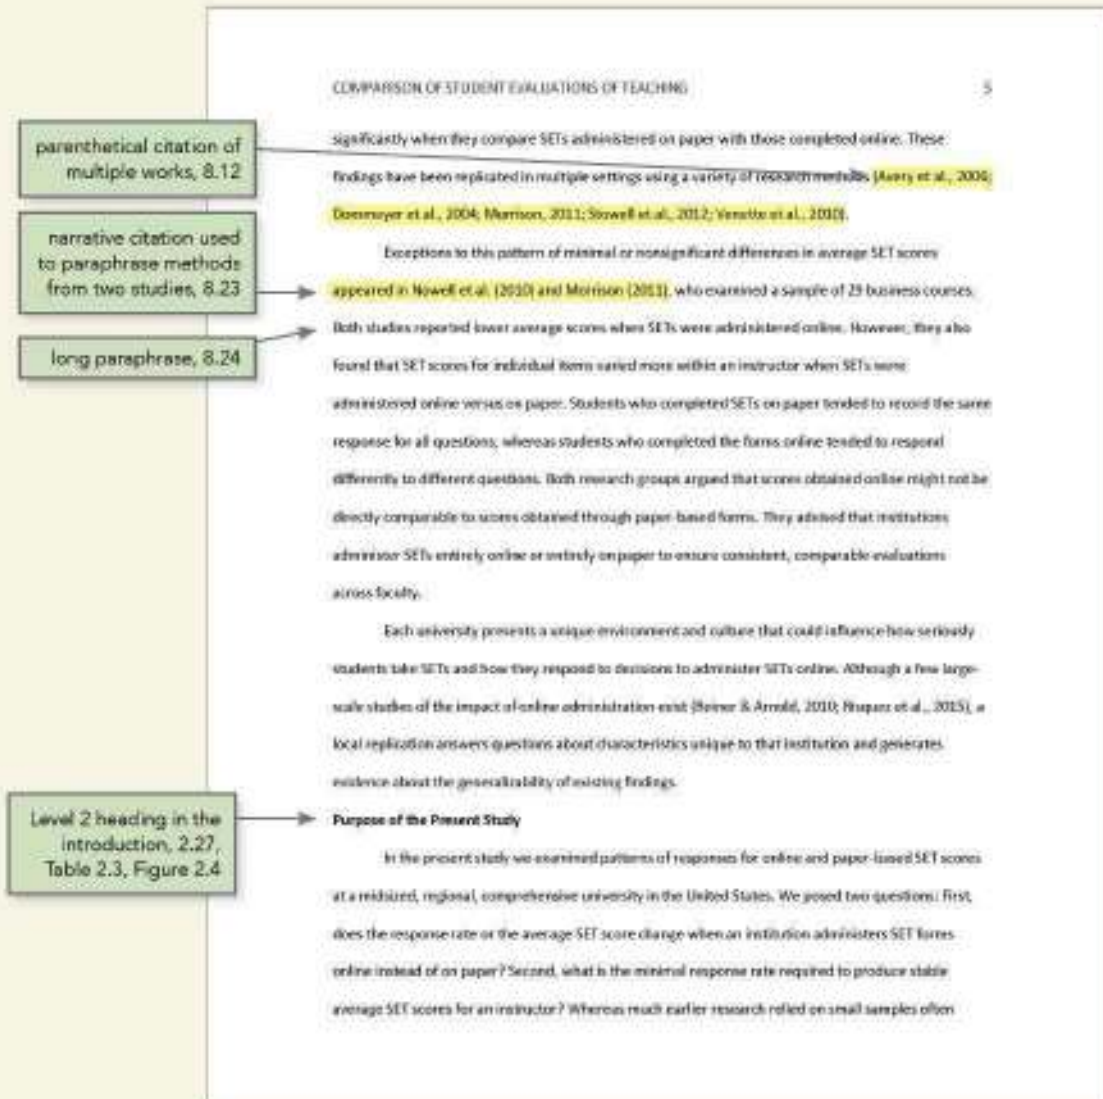 COMPARISON OF STUDENT EVALUATIONS OF TEACHING 5
parenthetical citation of
multiple works, 8.12
significantly when they compare SETs administered on paper with those completed online. These
findings have been replicated in multiple settings using a variety of research methods (Avery et al., 2006;
Donmoyer et al., 2004; Morrison, 2011; Stowell et al., 2012; Venette et al., 2010).
narrative citation used
to paraphrase methods
from two studies, 8.23
Exceptions to this pattern of minimal or nonsignificant differences in average SET scores
appeared in Nowell et al. (2010) and Morrison (2011), who examined a sample of 29 business courses.
long paraphrase, 8.24
Both studies reported lower average scores when SETs were administered online. However, they also
found that SET scores for individual items varied more within an instructor when SETs were
administered online versus on paper. Students who completed SETs on paper tended to record the same
response for all questions, whereas students who completed the forms online tended to respond
differently to different questions. Both research groups argued that scores obtained online might not be
directly comparable to scores obtained through paper-based forms. They advised that institutions
administer SETs entirely online or entirely on paper to ensure consistent, comparable evaluations
across faculty.
Each university presents a unique environment and culture that could influence how seriously
students take SETs and how they respond to decisions to administer SETs online. Although a few large-
scale studies of the impact of online administration exist (Reiner & Arnold, 2010; Risquez et al., 2015), a
local replication answers questions about characteristics unique to that institution and generates
evidence about the generalizability of existing findings.
Level 2 heading in the
introduction, 2.27,
Table 2.3, Figure 2.4
Purpose of the Present Study
In the present study we examined patterns of responses for online and paper-based SET scores
at a midsized, regional, comprehensive university in the United States. We posed two questions: First,
does the response rate or the average SET score change when an institution administers SET forms
online instead of on paper? Second, what is the minimal response rate required to produce stable
average SET scores for an instructor? Whereas much earlier research relied on small samples often